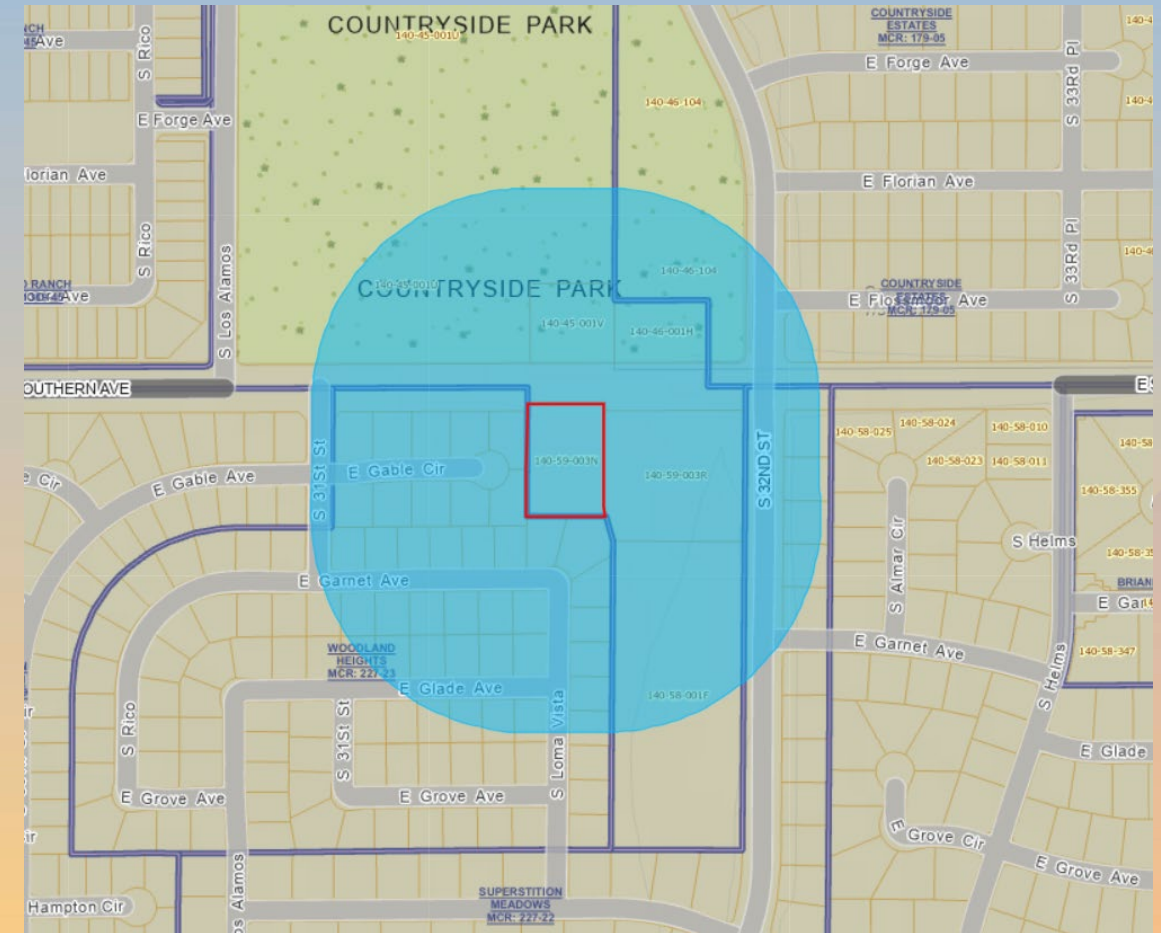 COUNTRYSIDE PARK
140-45-001U
COUNTRYSIDE
ESTATES
MCR: 179-05
E Forge Ave
S 33Rd Pl
S Rico
140-46-104
E Forge Ave
E Florian Ave
S Rico
S Los Alamos
S 33Rd Pl
140-46-104
COUNTRYSIDE PARK
COUNTRYSIDE
ESTATES
MCR: 179-05
140-45-001V
140-46-001H
S 31St St
E Gable Cir
E Gable Ave
140-59-003N
140-59-003R
S 32ND ST
140-58-025
140-58-024
140-58-010
140-58-023
140-58-011
140-58-355
S Almar Cir
S Helms
E Garnet Ave
E Garnet Ave
140-58-347
WOODLAND
HEIGHTS
MCR: 227-23
E Glade Ave
140-58-001F
S Helms
S Rico
S 31St St
S Loma Vista
E Glade
E Grove Ave
E Grove Ave
E Grove Cir
E Grove Ave
SUPERSTITION
MEADOWS
MCR: 227-22
Hampton Cir